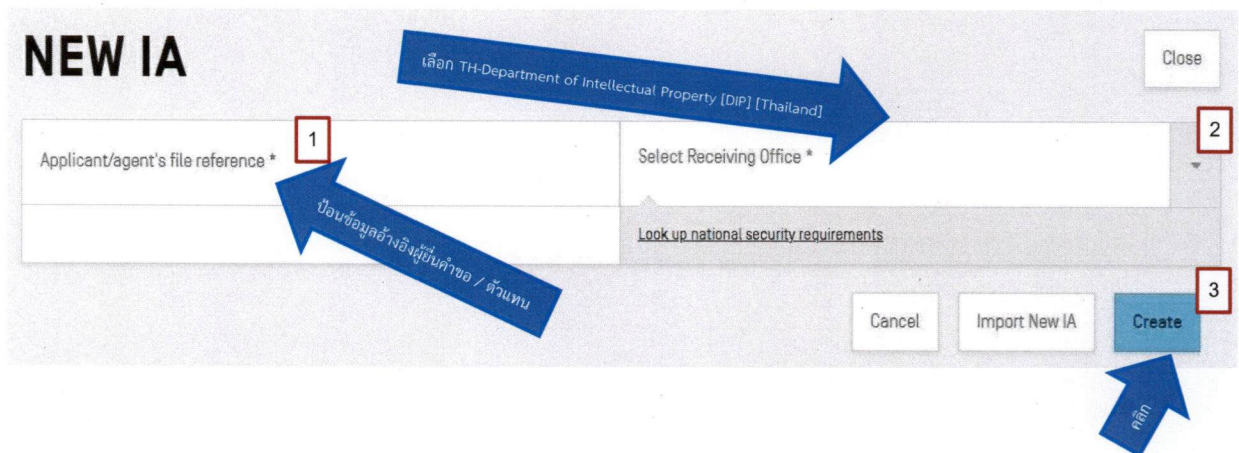 NEW IA
เลือก TH-Department of Intellectual Property [DIP] [Thailand]
Close
Applicant/agent's file reference *
1
Select Receiving Office *
2
ป้อนข้อมูลอ้างอิงผู้ยื่นคำขอ / ตัวแทน
Look up national security requirements
Cancel
Import New IA
Create
3
คลิก